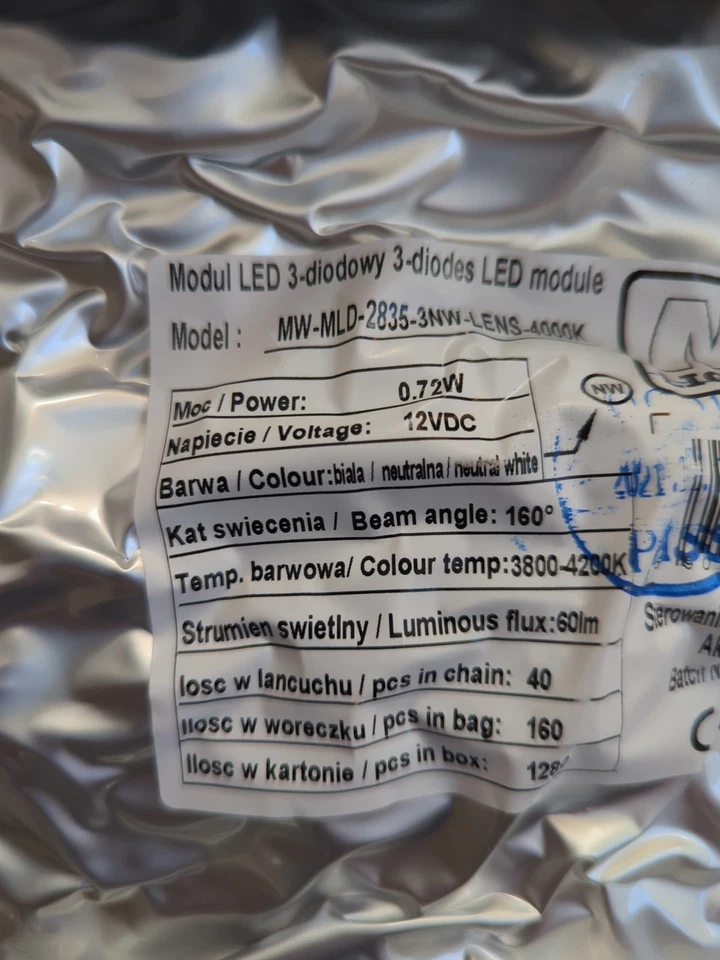 Modul LED 3-diodowy 3-diodes LED module
Model : MW-MLD-2835-3NW-LENS-4000K
Moc / Power: 0.72W
NW
Napiecie / Voltage: 12VDC
Barwa / Colour:biala / neutralna / neutral white
Kat swiecenia / Beam angle: 160°
Temp. barwowa/ Colour temp:3800-4200K
Strumien swietlny / Luminous flux:60lm
Iosc w lancuchu / pcs in chain: 40
Ilosc w woreczku / pcs in bag: 160
Ilosc w kartonie / pcs in box: